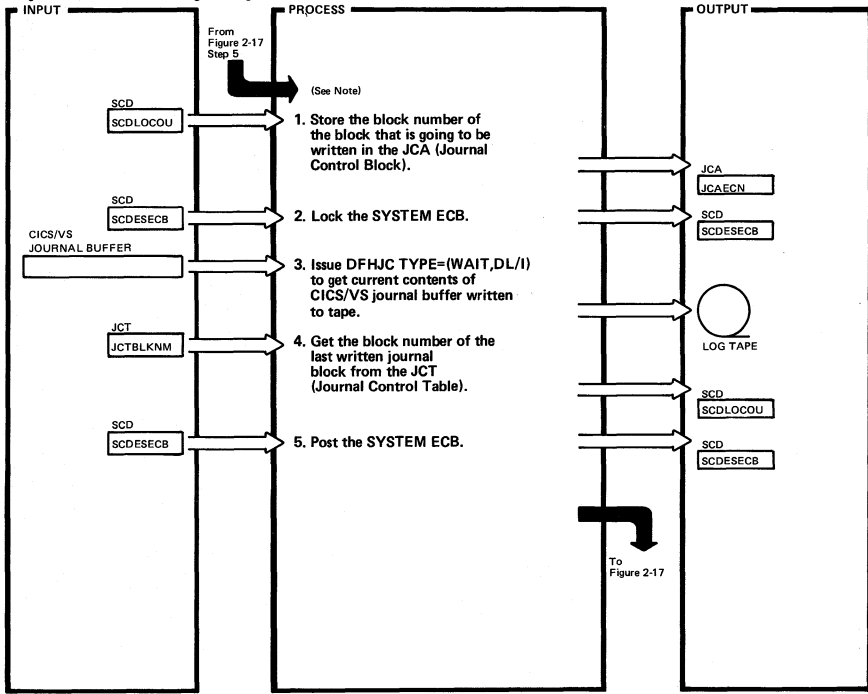 INPUT
PROCESS
OUTPUT
From
Figure 2-17
Step 5
(See Note)
SCD
SCDLOCOU
1. Store the block number of
the block that is going to be
written in the JCA (Journal
Control Block).
JCA
JCAECN
SCD
SCDESECB
2. Lock the SYSTEM ECB.
SCD
SCDESECB
CICS/VS
JOURNAL BUFFER
3. Issue DFHJC TYPE=(WAIT,DL/I)
to get current contents of
CICS/VS journal buffer written
to tape.
LOG TAPE
JCT
JCTBLKNM
4. Get the block number of the
last written journal
block from the JCT
(Journal Control Table).
SCD
SCDLOCOU
SCD
SCDESECB
5. Post the SYSTEM ECB.
SCD
SCDESECB
To
Figure 2-17